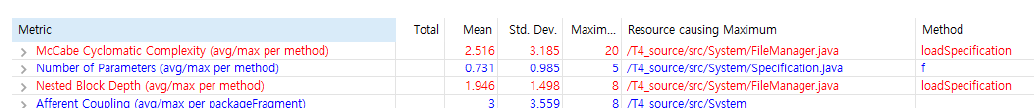 Metric Total Mean Std. Dev. Maxim... Resource causing Maximum Method
McCabe Cyclomatic Complexity (avg/max per method) 2.516 3.185 20 /T4_source/src/System/FileManager.java loadSpecification
Number of Parameters (avg/max per method) 0.731 0.985 5 /T4_source/src/System/Specification.java f
Nested Block Depth (avg/max per method) 1.946 1.498 8 /T4_source/src/System/FileManager.java loadSpecification
Afferent Coupling (avg/max per packageFragment) 3 3.559 8 /T4_source/src/System